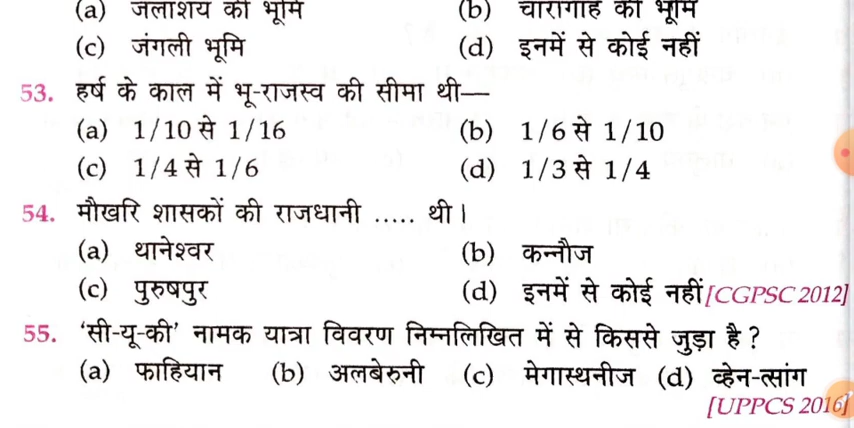 (a) जलाशय की भूमि (b) चारागाह की भूमि
(c) जंगली भूमि (d) इनमें से कोई नहीं
53. हर्ष के काल में भू-राजस्व की सीमा थी—
(a) 1/10 से 1/16 (b) 1/6 से 1/10
(c) 1/4 से 1/6 (d) 1/3 से 1/4
54. मौखरि शासकों की राजधानी ..... थी।
(a) थानेश्वर (b) कन्नौज
(c) पुरुषपुर (d) इनमें से कोई नहीं [CGPSC 2012]
55. ‘सी-यू-की’ नामक यात्रा विवरण निम्नलिखित में से किससे जुड़ा है?
(a) फाहियान (b) अलबेरुनी (c) मेगास्थनीज (d) व्हेन-त्सांग
[UPPCS 2016]